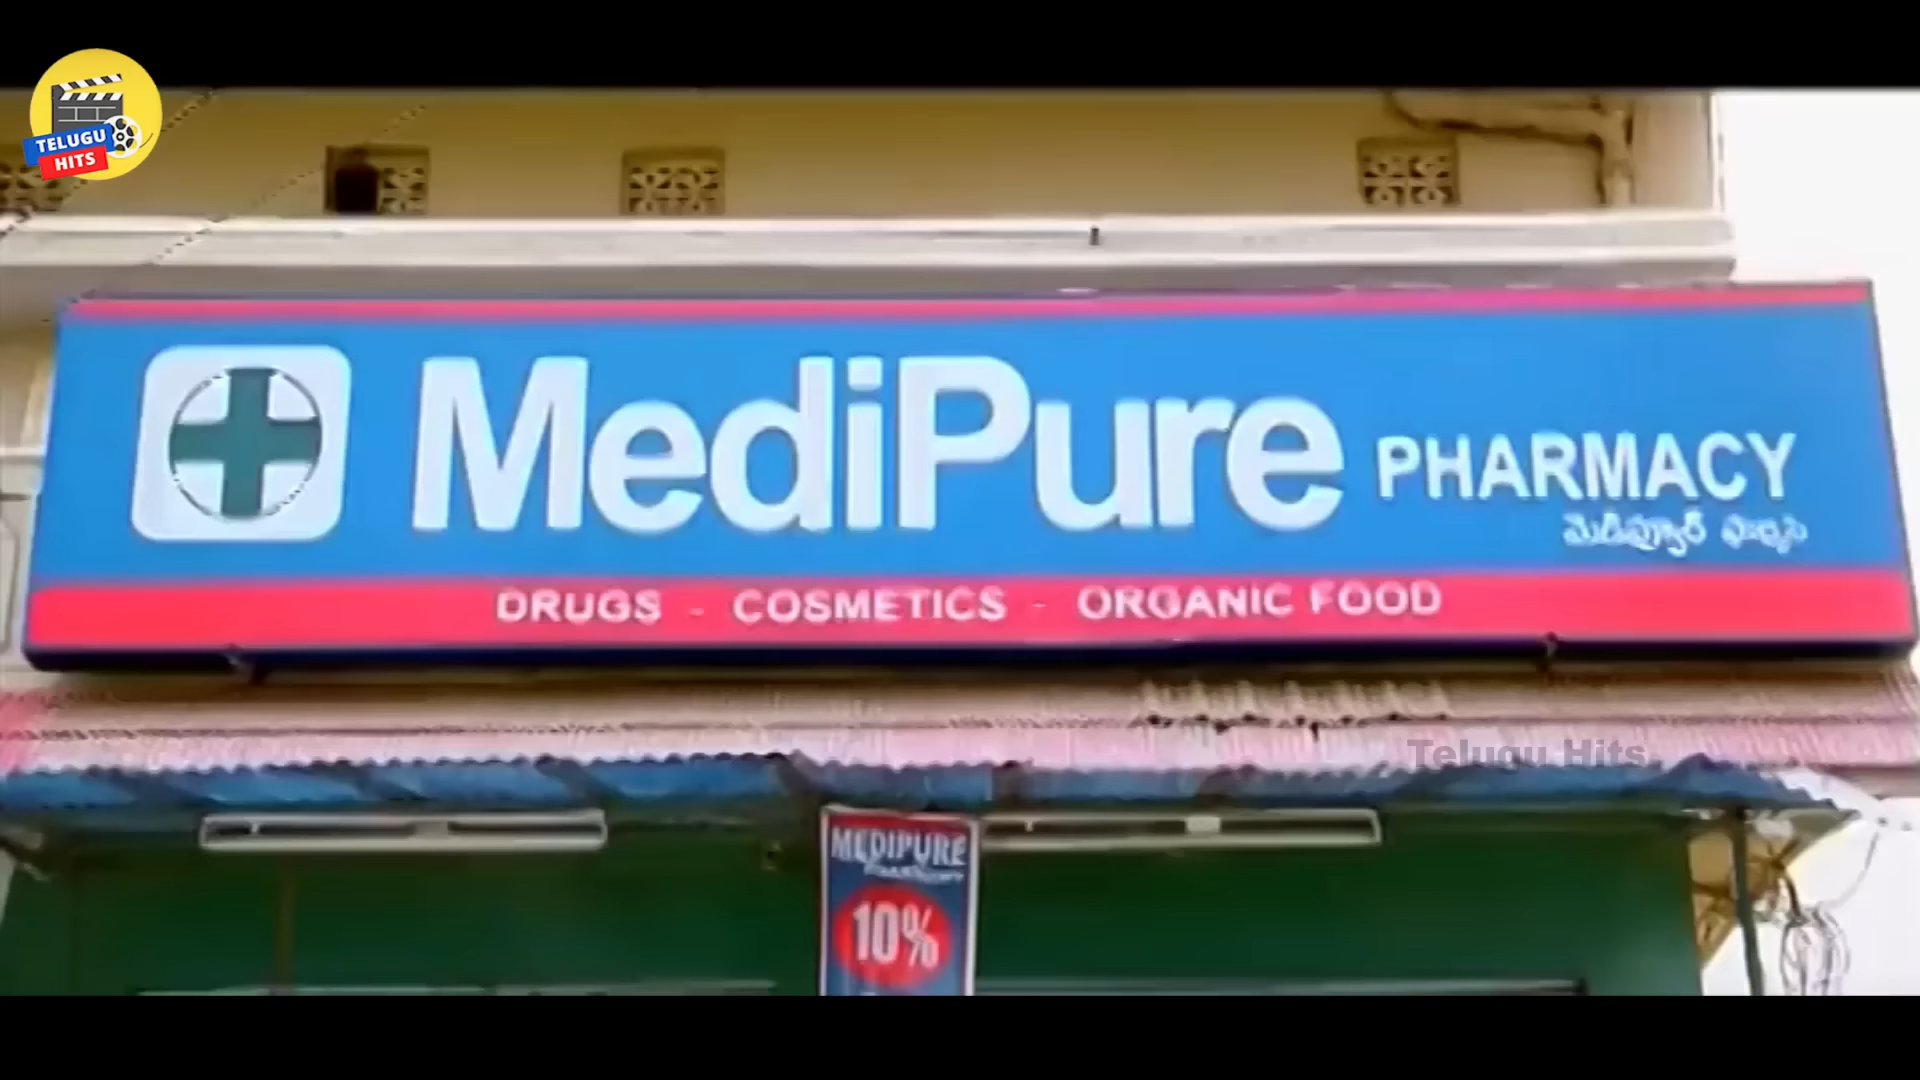 TELUGU
HITS
MediPure PHARMACY
మెడిప్యూర్ ఫార్మసి
DRUGS - COSMETICS - ORGANIC FOOD
Telugu Hits
MEDIPURE
10%